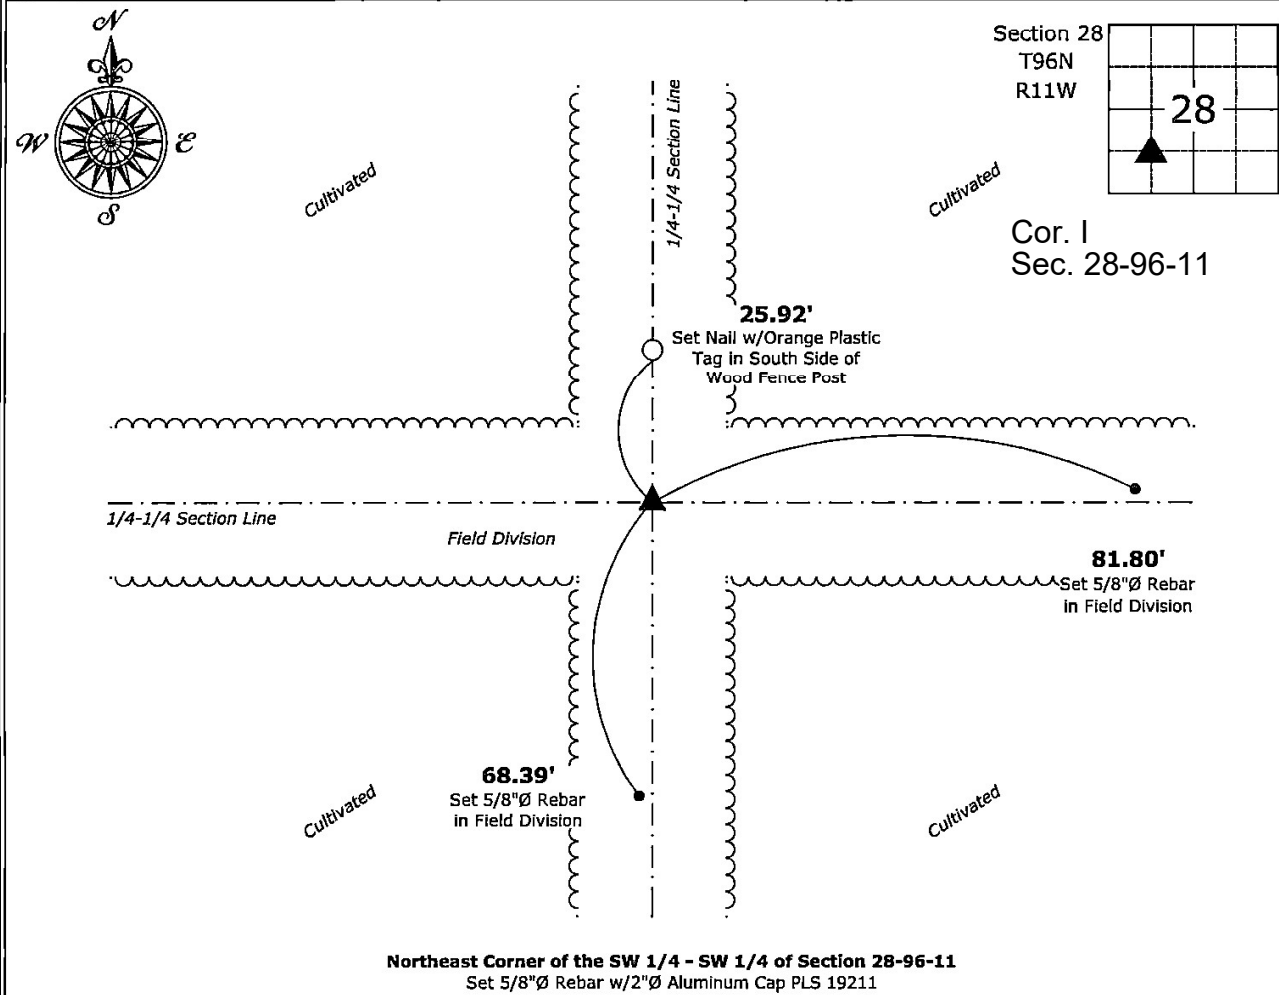 N
W
E
S
Section 28
T96N
R11W
28
Cor. I
Sec. 28-96-11
Cultivated
1/4-1/4 Section Line
Cultivated
25.92'
Set Nail w/Orange Plastic
Tag in South Side of
Wood Fence Post
1/4-1/4 Section Line
Field Division
81.80'
Set 5/8"Ø Rebar
in Field Division
68.39'
Set 5/8"Ø Rebar
in Field Division
Cultivated
Cultivated
Northeast Corner of the SW 1/4 - SW 1/4 of Section 28-96-11
Set 5/8"Ø Rebar w/2"Ø Aluminum Cap PLS 19211